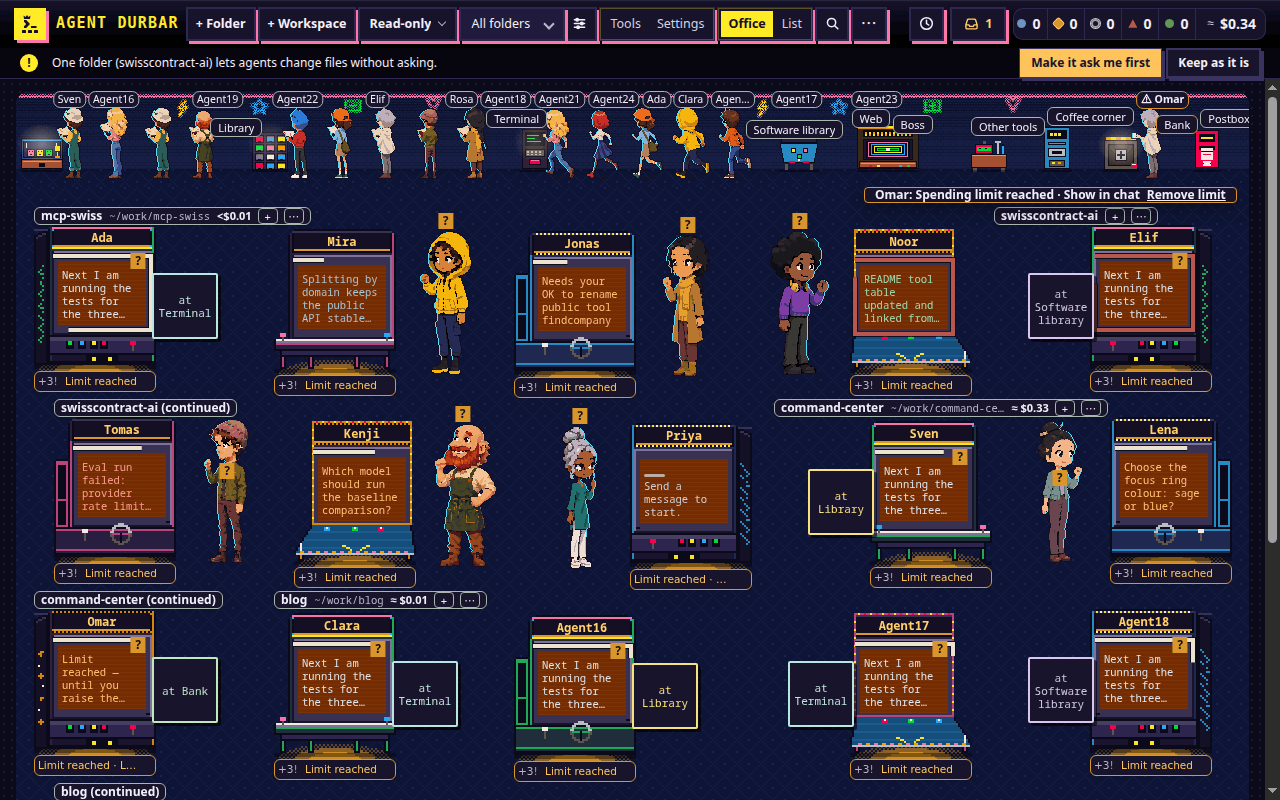 AGENT DURBAR
+ Folder
+ Workspace
Read-only
All folders
Tools
Settings
Office
List
...
1
0
0
0
0
0
≈ $0.34
! One folder (swisscontract-ai) lets agents change files without asking.
Make it ask me first
Keep as it is
Sven
Agent16
Agent19
Agent22
Elif
Rosa
Agent18
Agent21
Agent24
Ada
Clara
Agen…
Agent17
Agent23
⚠ Omar
Library
Terminal
Software library
Web
Boss
Other tools
Coffee corner
Bank
Postbox
Omar: Spending limit reached · Show in chat Remove limit
mcp-swiss ~/work/mcp-swiss <$0.01 + ...
swisscontract-ai + ...
Ada
?
Next I am
running the
tests for
the three…
at
Terminal
+3! Limit reached
Mira
Splitting by
domain keeps
the public
API stable…
+3! Limit reached
?
Jonas
Needs your
OK to rename
public tool
findcompany
+3! Limit reached
?
?
Noor
README tool
table
updated and
linked from…
+3! Limit reached
at
Software
library
Elif
?
Next I am
running the
tests for
the three…
+3! Limit reached
swisscontract-ai (continued)
command-center ~/work/command-ce… ≈ $0.33 + ...
Tomas
Eval run
failed:
provider
rate limit…
+3! Limit reached
?
Kenji
Which model
should run
the baseline
comparison?
+3! Limit reached
?
?
Priya
Send a
message to
start.
Limit reached · …
at
Library
Sven
?
Next I am
running the
tests for
the three…
+3! Limit reached
?
Lena
Choose the
focus ring
colour: sage
or blue?
+3! Limit reached
command-center (continued)
blog ~/work/blog ≈ $0.01 + ...
Omar
?
Limit
reached —
until you
raise the…
at Bank
Limit reached · L…
Clara
?
Next I am
running the
tests for
the three…
at
Terminal
+3! Limit reached
Agent16
?
Next I am
running the
tests for
the three…
at
Library
+3! Limit reached
at
Terminal
Agent17
?
Next I am
running the
tests for
the three…
+3! Limit reached
at
Software
library
Agent18
?
Next I am
running the
tests for
the three…
+3! Limit reached
blog (continued)